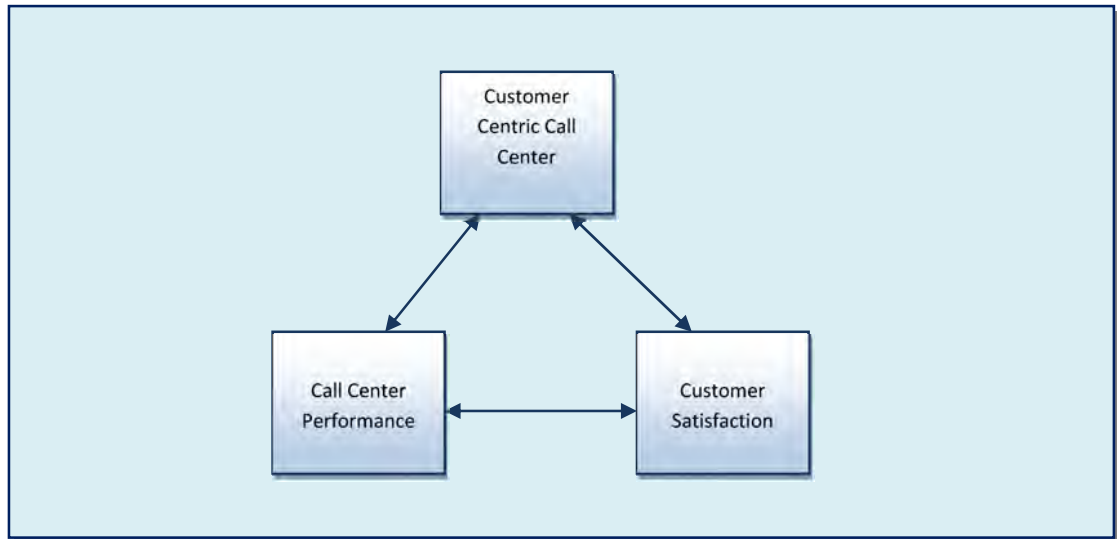 Customer
Centric Call
Center
Call Center
Performance
Customer
Satisfaction